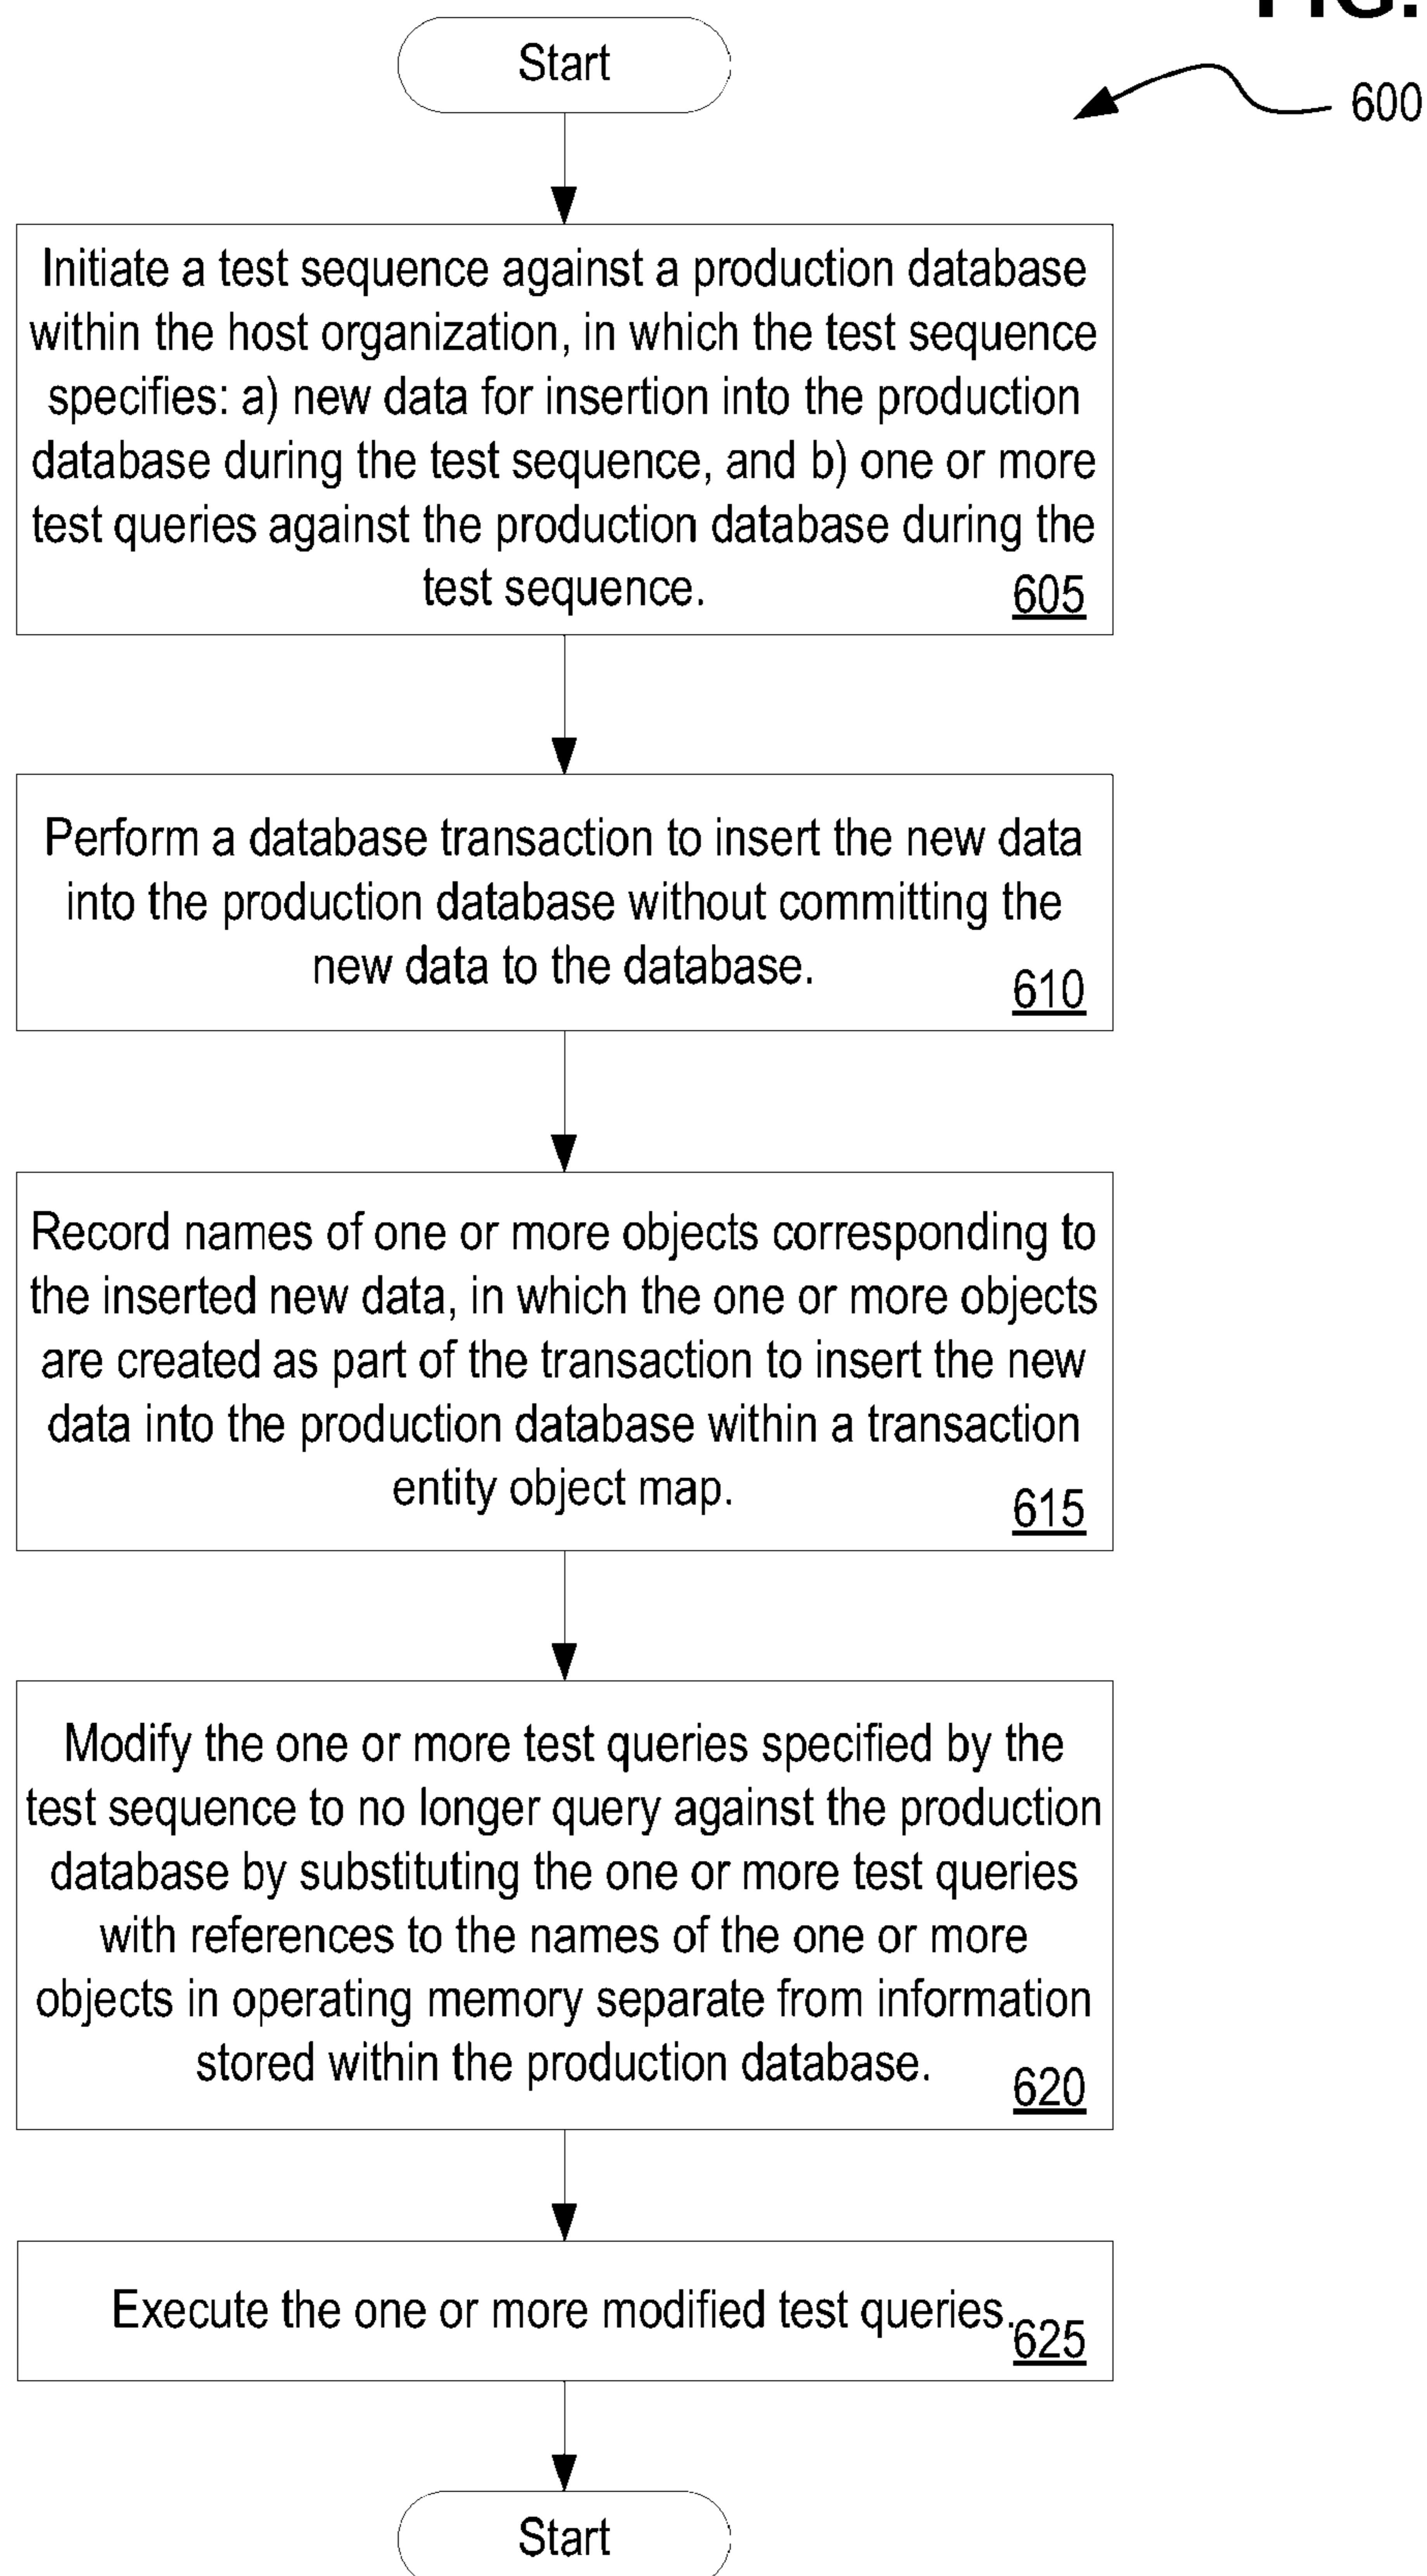 FIG.
Start
600
Initiate a test sequence against a production database
within the host organization, in which the test sequence
specifies: a) new data for insertion into the production
database during the test sequence, and b) one or more
test queries against the production database during the
test sequence.
605
Perform a database transaction to insert the new data
into the production database without committing the
new data to the database.
610
Record names of one or more objects corresponding to
the inserted new data, in which the one or more objects
are created as part of the transaction to insert the new
data into the production database within a transaction
entity object map.
615
Modify the one or more test queries specified by the
test sequence to no longer query against the production
database by substituting the one or more test queries
with references to the names of the one or more
objects in operating memory separate from information
stored within the production database.
620
Execute the one or more modified test queries.
625
Start